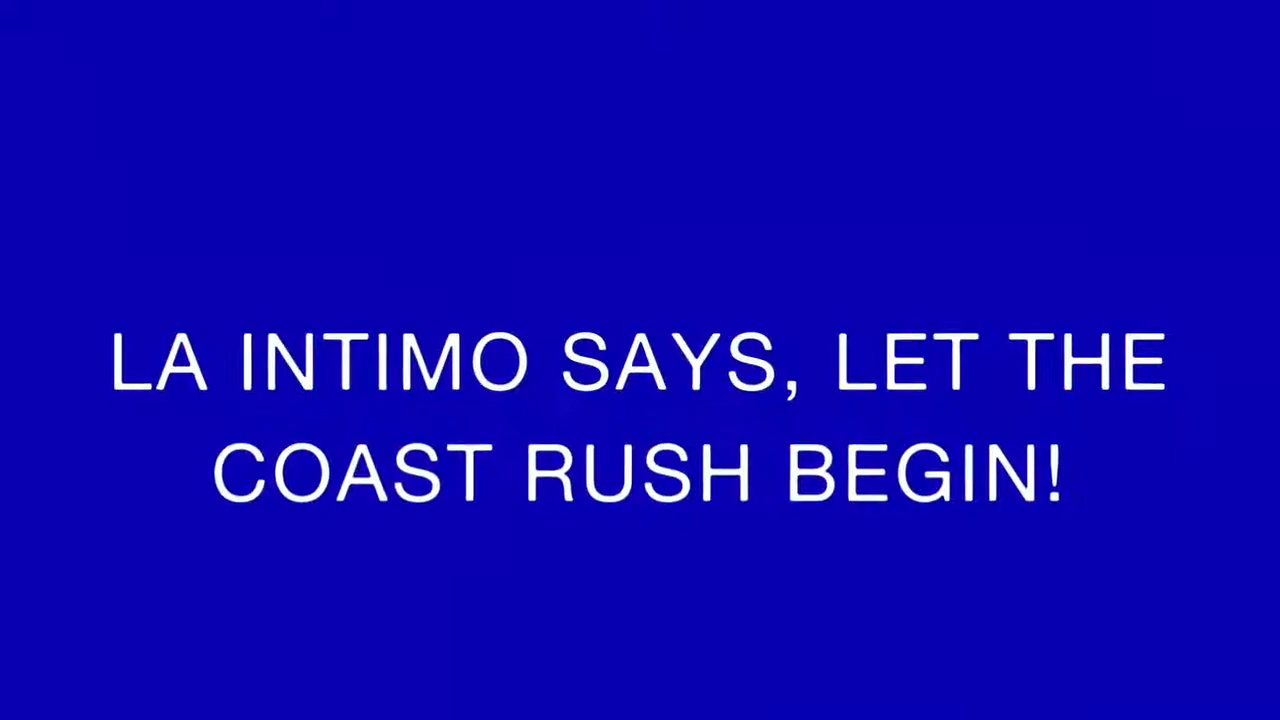 LA INTIMO SAYS, LET THE
COAST RUSH BEGIN!